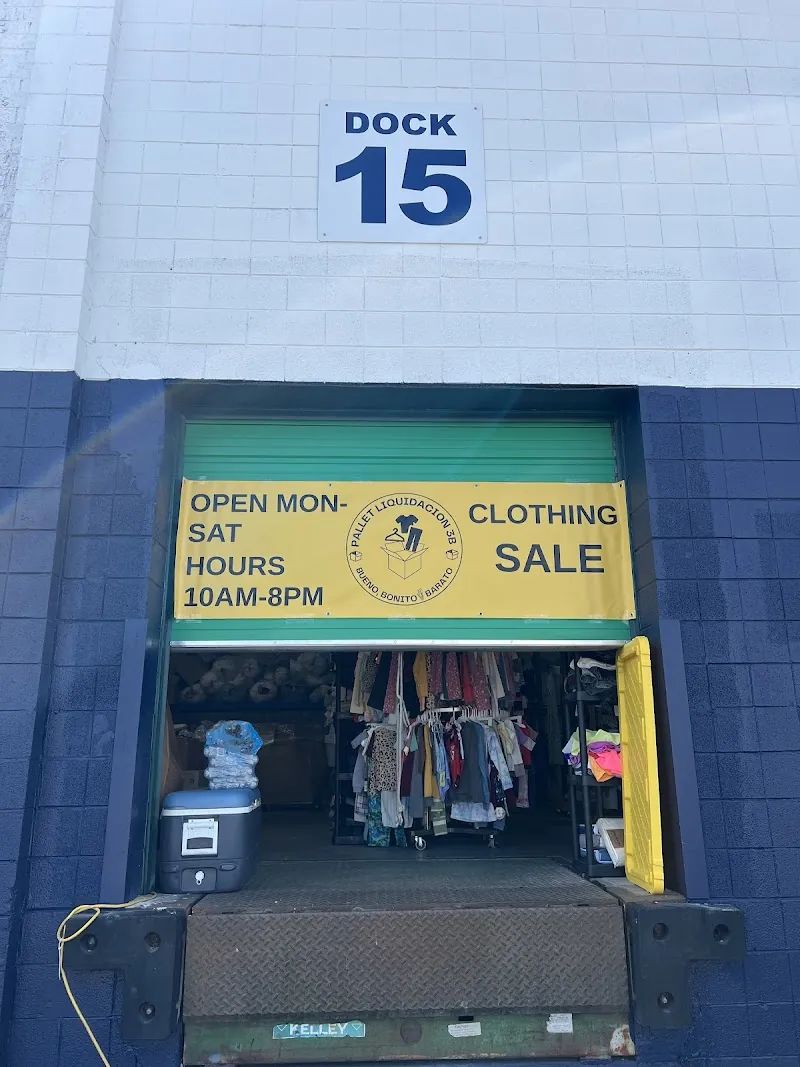 DOCK
15
OPEN MON-
SAT
HOURS
10AM-8PM
PALLET LIQUIDACION 3B
BUENO, BONITO Y BARATO
CLOTHING
SALE
KELLEY